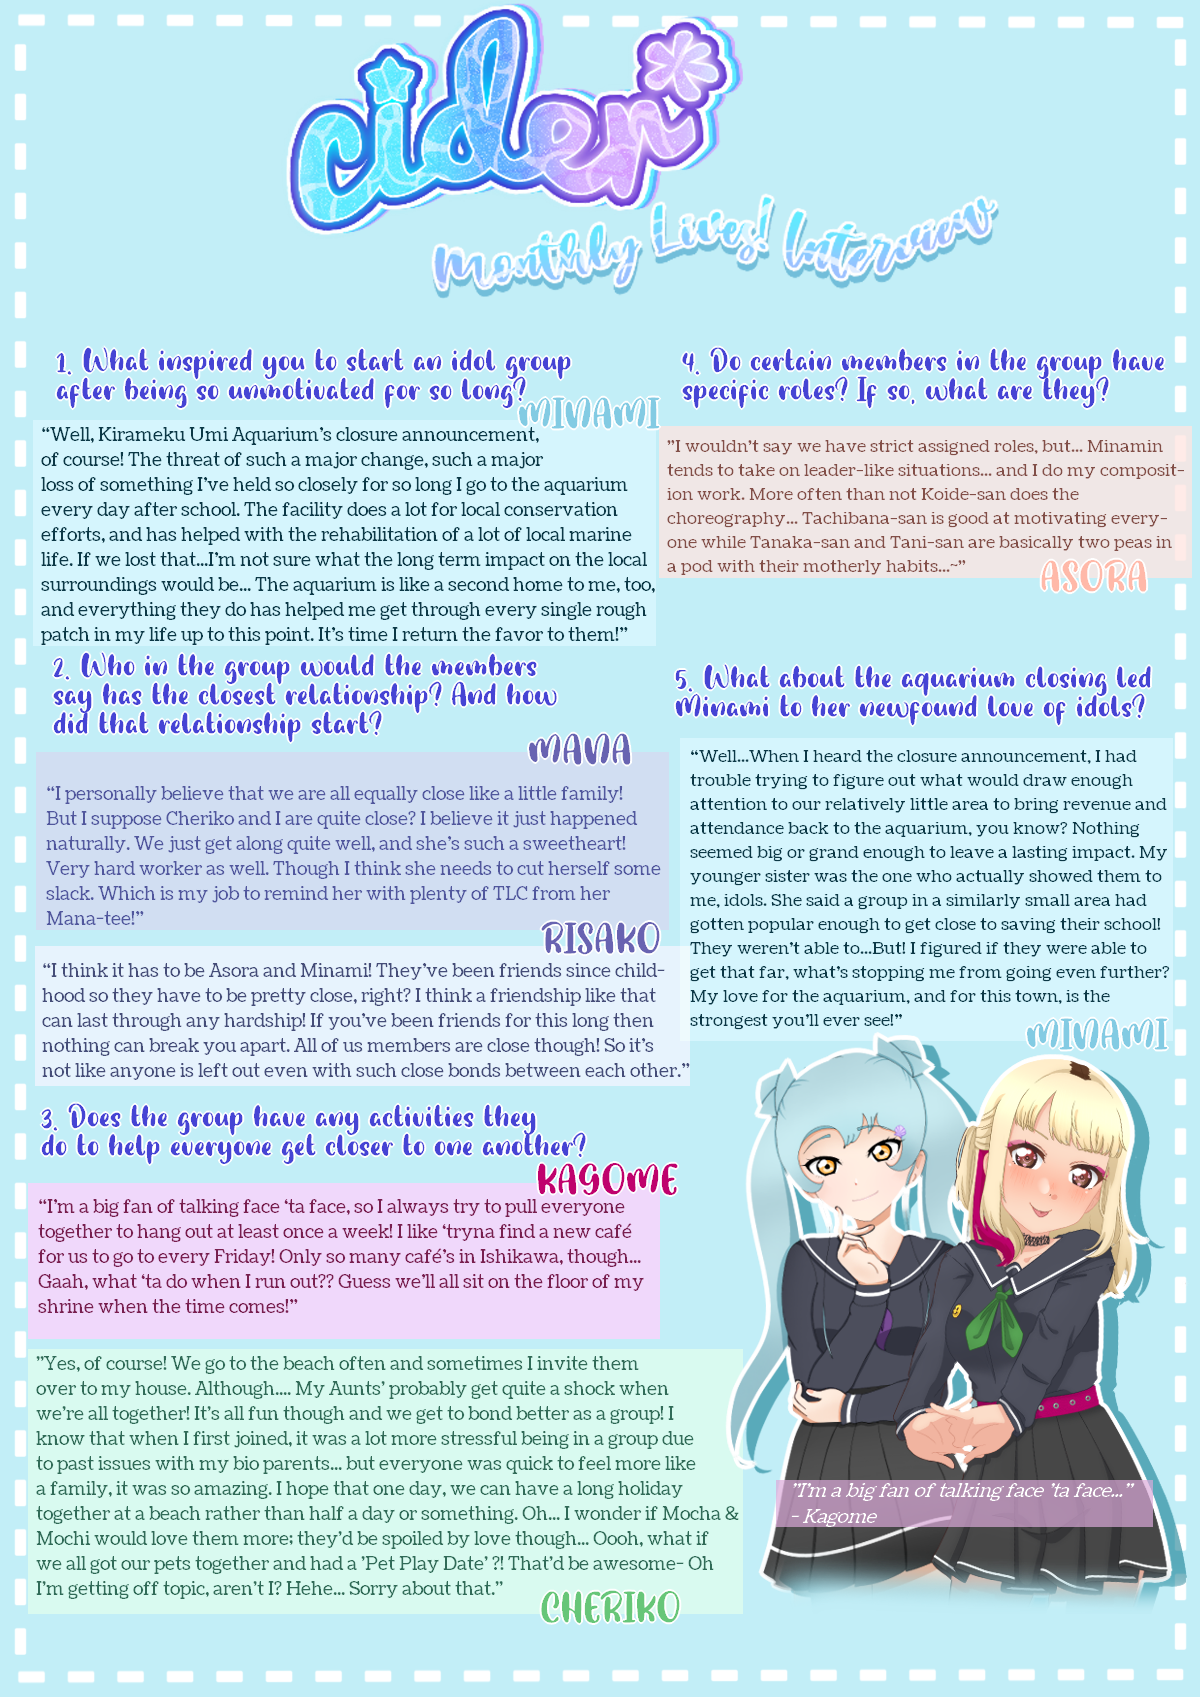 cider*
Monthly Lives! Interview
1. What inspired you to start an idol group
after being so unmotivated for so long?
MINAMI
“Well, Kirameku Umi Aquarium’s closure announcement,
of course! The threat of such a major change, such a major
loss of something I’ve held so closely for so long I go to the aquarium
every day after school. The facility does a lot for local conservation
efforts, and has helped with the rehabilitation of a lot of local marine
life. If we lost that...I’m not sure what the long term impact on the local
surroundings would be... The aquarium is like a second home to me, too,
and everything they do has helped me get through every single rough
patch in my life up to this point. It’s time I return the favor to them!”
2. Who in the group would the members
say has the closest relationship? And how
did that relationship start?
MANA
“I personally believe that we are all equally close like a little family!
But I suppose Cheriko and I are quite close? I believe it just happened
naturally. We just get along quite well, and she’s such a sweetheart!
Very hard worker as well. Though I think she needs to cut herself some
slack. Which is my job to remind her with plenty of TLC from her
Mana-tee!”
RISAKO
“I think it has to be Asora and Minami! They’ve been friends since child-
hood so they have to be pretty close, right? I think a friendship like that
can last through any hardship! If you’ve been friends for this long then
nothing can break you apart. All of us members are close though! So it’s
not like anyone is left out even with such close bonds between each other.”
3. Does the group have any activities they
do to help everyone get closer to one another?
KAGOME
“I’m a big fan of talking face ‘ta face, so I always try to pull everyone
together to hang out at least once a week! I like ‘tryna find a new café
for us to go to every Friday! Only so many café’s in Ishikawa, though...
Gaah, what ‘ta do when I run out?? Guess we’ll all sit on the floor of my
shrine when the time comes!”
”Yes, of course! We go to the beach often and sometimes I invite them
over to my house. Although.... My Aunts’ probably get quite a shock when
we’re all together! It’s all fun though and we get to bond better as a group! I
know that when I first joined, it was a lot more stressful being in a group due
to past issues with my bio parents... but everyone was quick to feel more like
a family, it was so amazing. I hope that one day, we can have a long holiday
together at a beach rather than half a day or something. Oh... I wonder if Mocha &
Mochi would love them more; they’d be spoiled by love though... Oooh, what if
we all got our pets together and had a ’Pet Play Date’ ?! That’d be awesome- Oh
I’m getting off topic, aren’t I? Hehe... Sorry about that.”
CHERIKO
4. Do certain members in the group have
specific roles? If so, what are they?
”I wouldn’t say we have strict assigned roles, but... Minamin
tends to take on leader-like situations... and I do my composit-
ion work. More often than not Koide-san does the
choreography... Tachibana-san is good at motivating every-
one while Tanaka-san and Tani-san are basically two peas in
a pod with their motherly habits...~”
ASORA
5. What about the aquarium closing led
Minami to her newfound love of idols?
“Well...When I heard the closure announcement, I had
trouble trying to figure out what would draw enough
attention to our relatively little area to bring revenue and
attendance back to the aquarium, you know? Nothing
seemed big or grand enough to leave a lasting impact. My
younger sister was the one who actually showed them to
me, idols. She said a group in a similarly small area had
gotten popular enough to get close to saving their school!
They weren’t able to...But! I figured if they were able to
get that far, what’s stopping me from going even further?
My love for the aquarium, and for this town, is the
strongest you’ll ever see!”
MINAMI
”I’m a big fan of talking face ’ta face...”
- Kagome